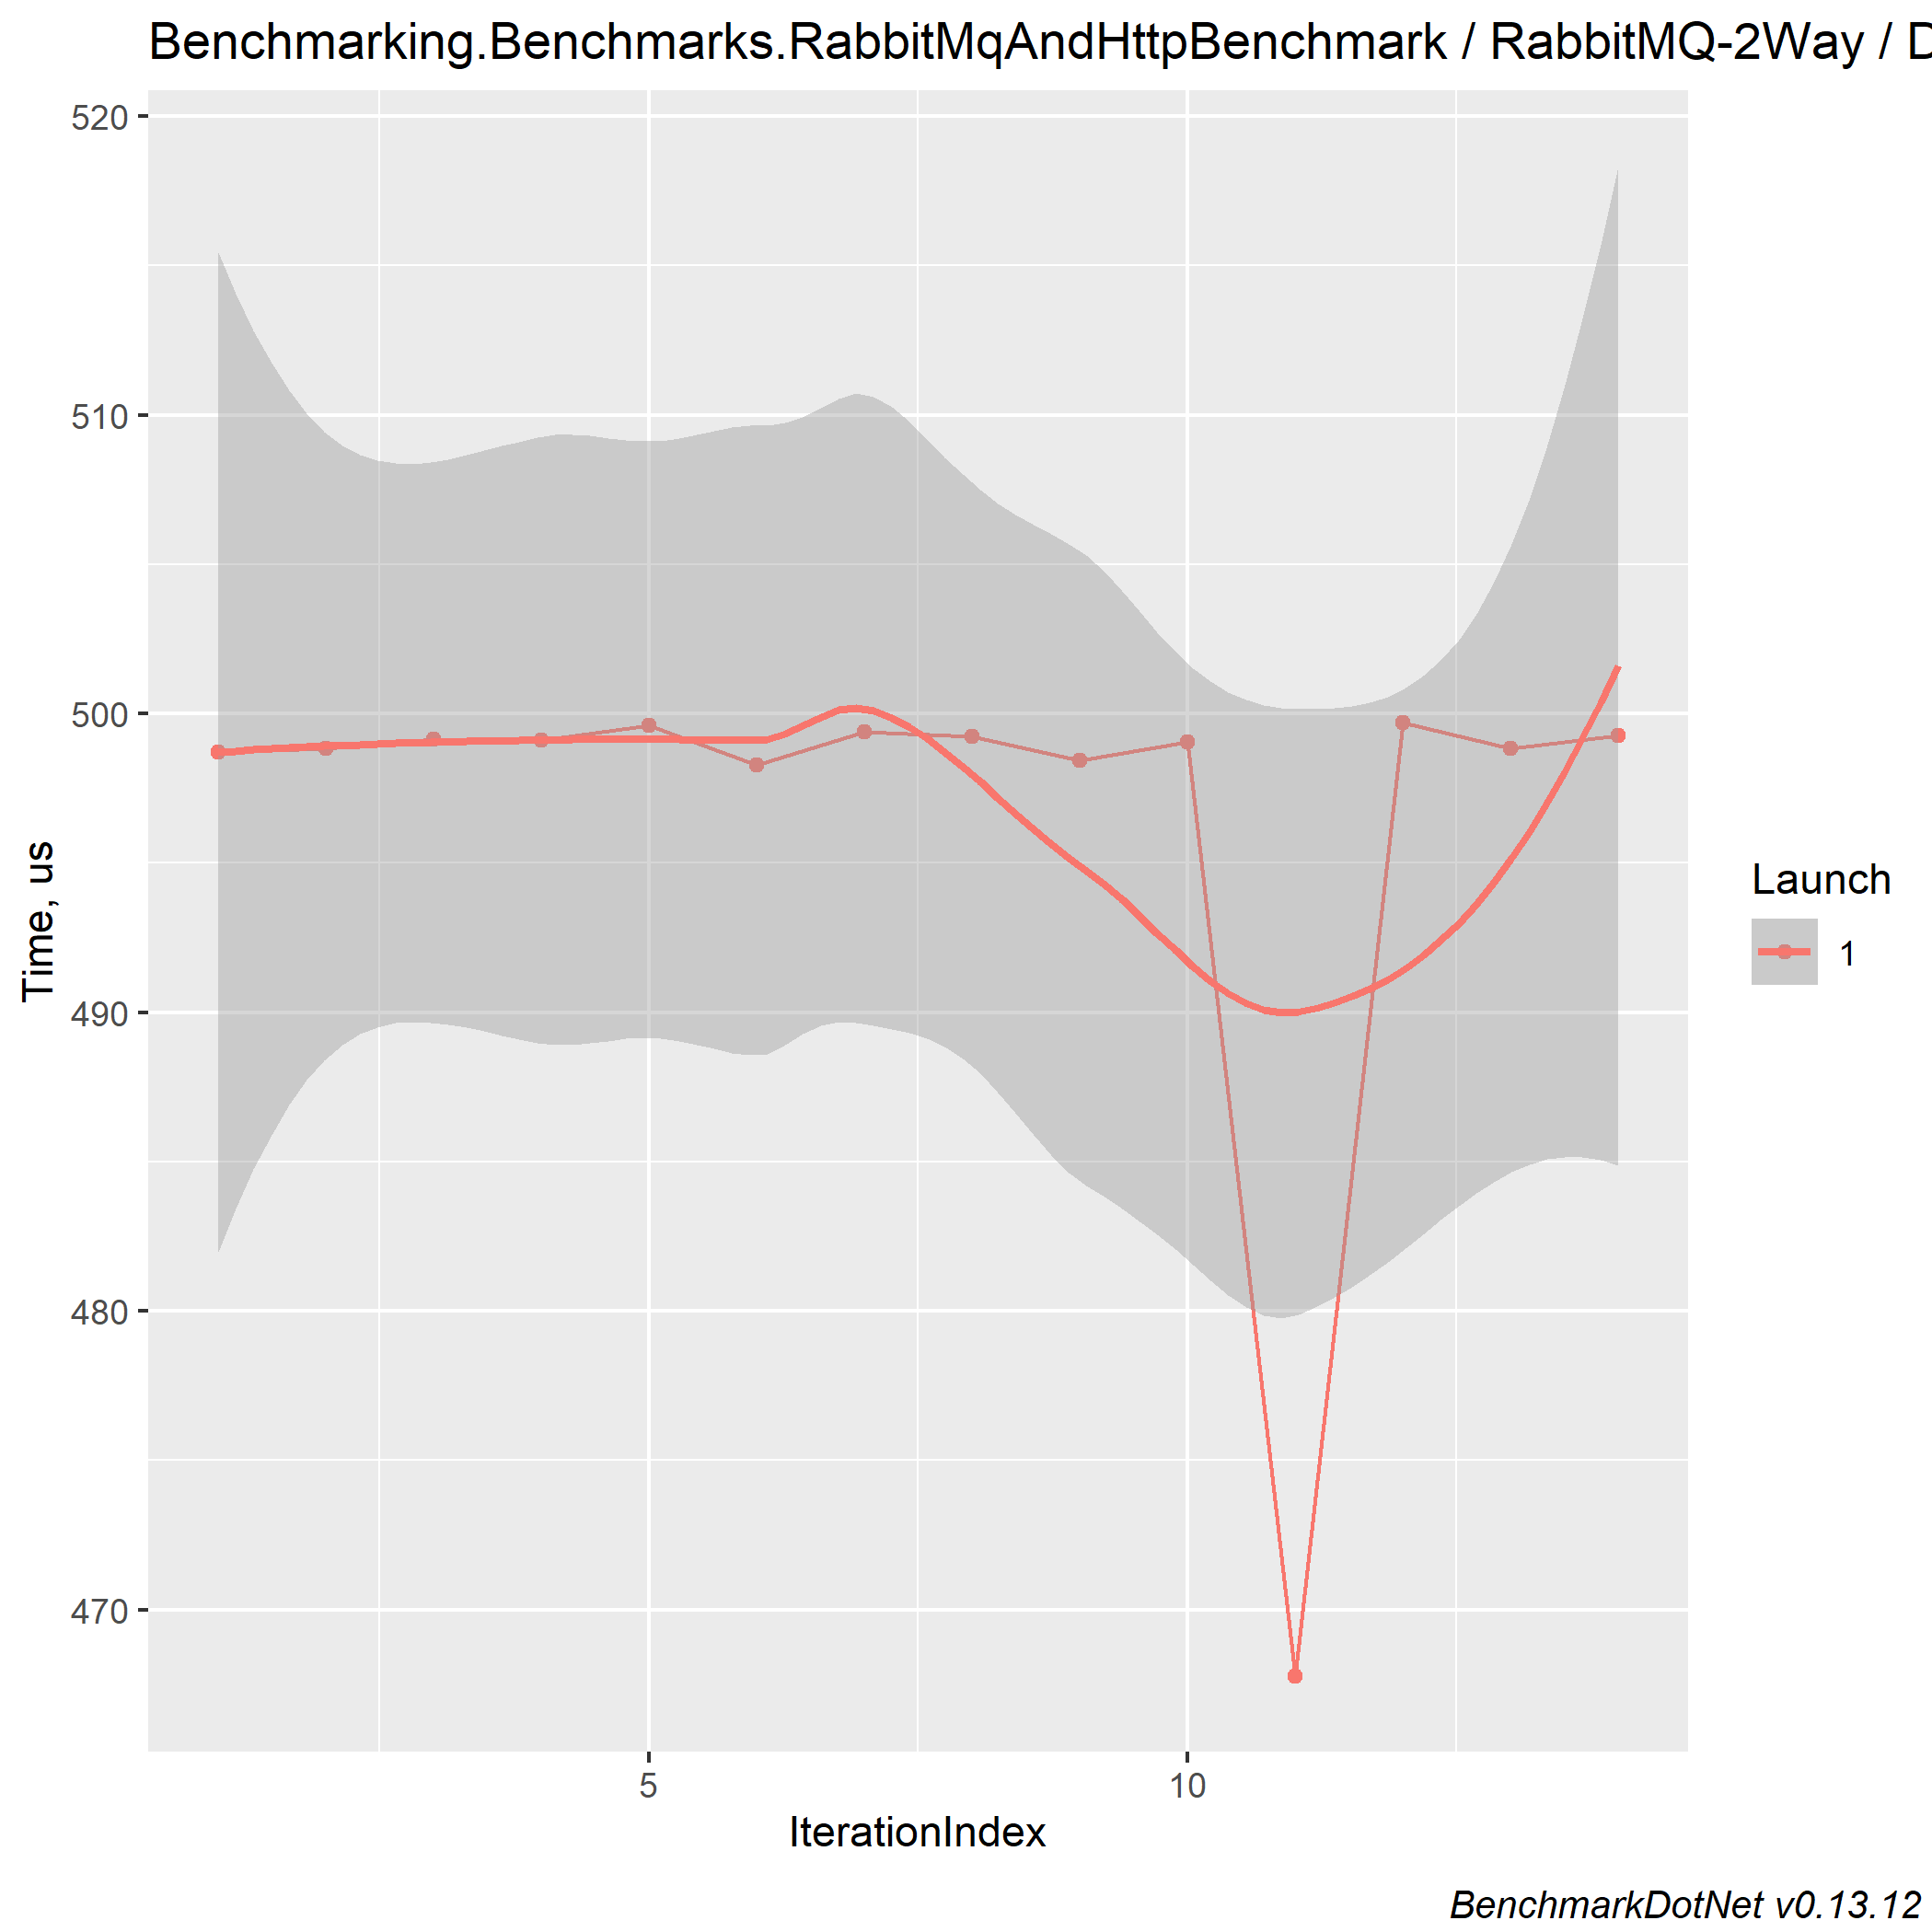 Benchmarking.Benchmarks.RabbitMqAndHttpBenchmark / RabbitMQ-2Way / D
520
510
500
490
480
470
Time, us
5
10
IterationIndex
Launch
1
BenchmarkDotNet v0.13.12